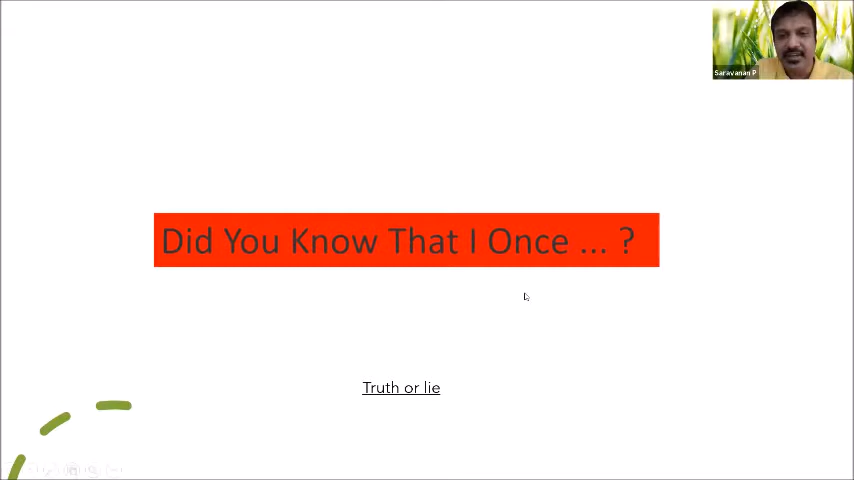 Saravanan P
Did You Know That I Once ... ?
Truth or lie